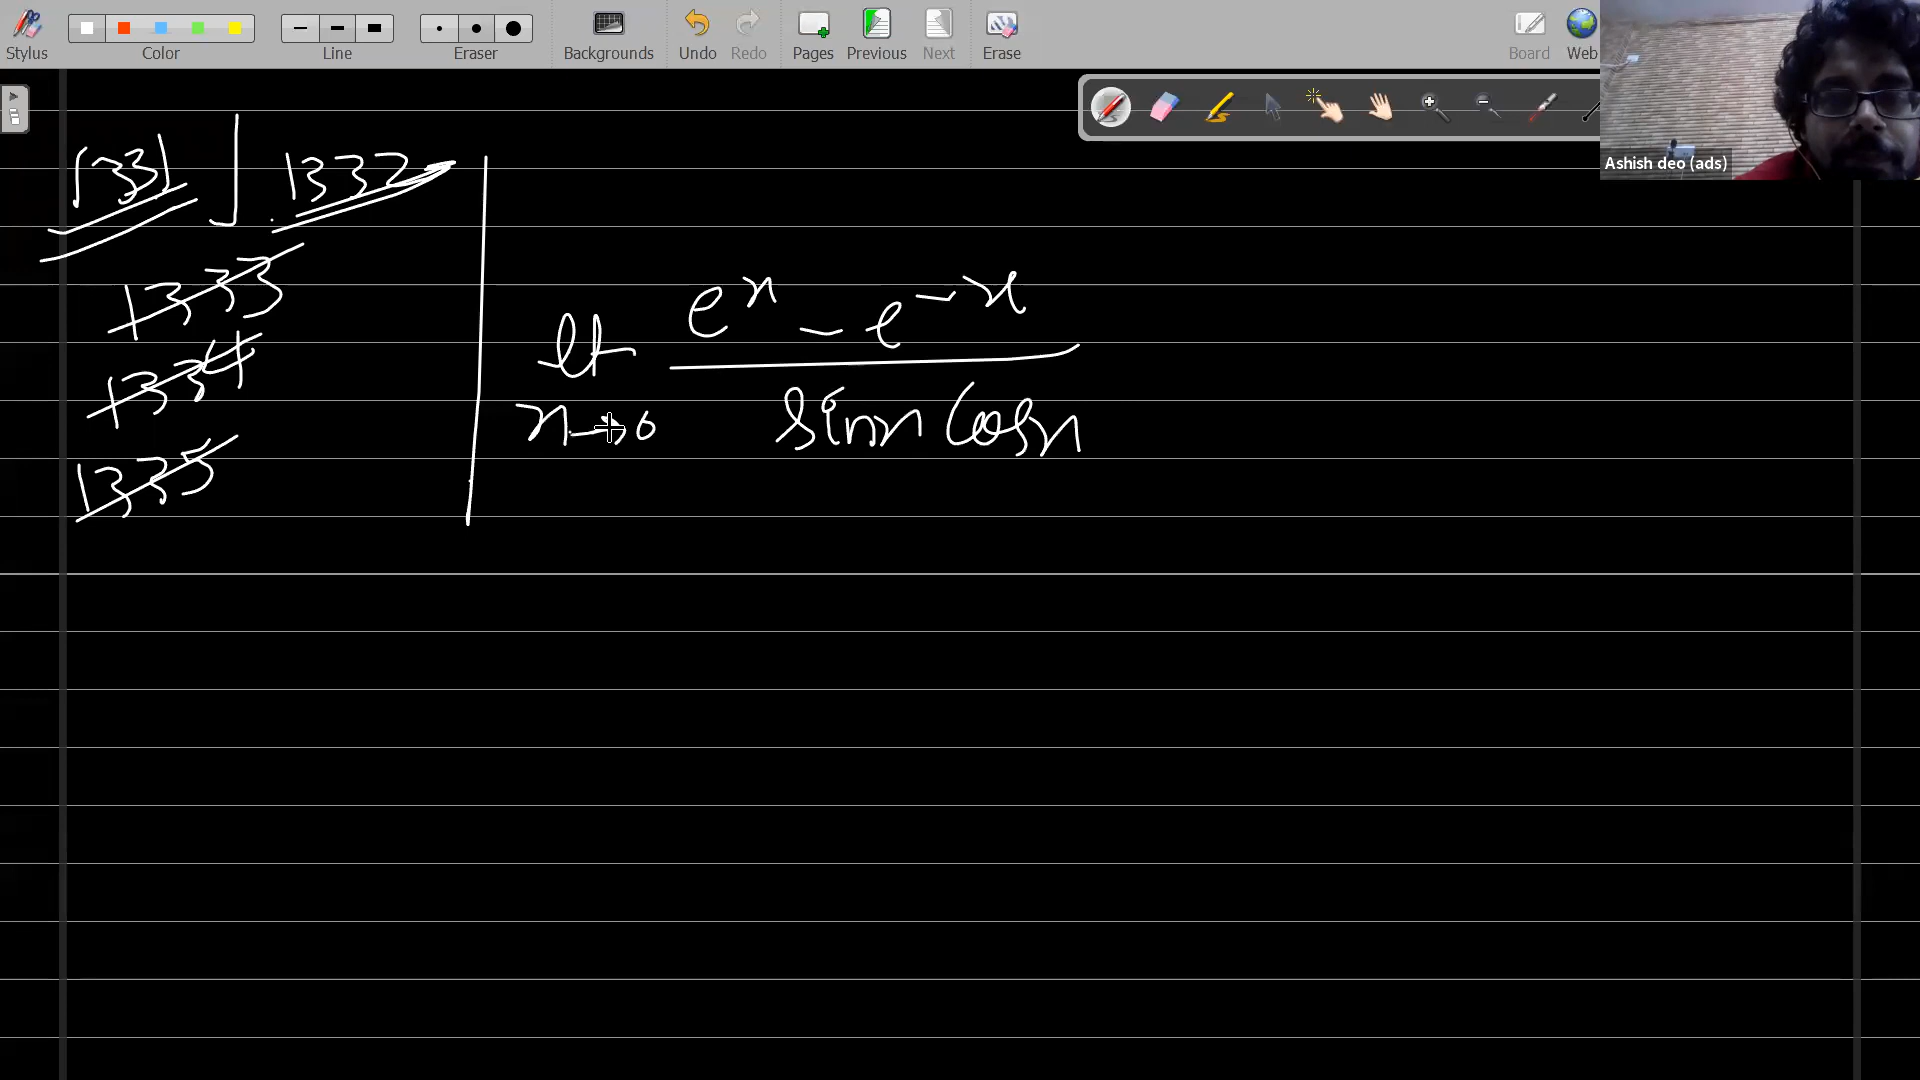 Stylus Color Line Eraser Backgrounds Undo Redo Pages Previous Next Erase Board Web
Ashish deo (ads)
1331 1332
1333
1334
1335
lt e^x - e^-x
x→0 sinx Cosx